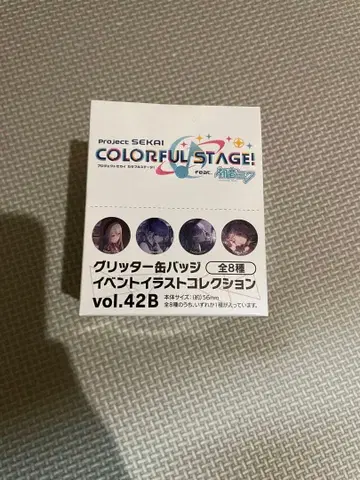 Project SEKAI
COLORFUL STAGE!
プロジェクトセカイ カラフルステージ!
feat. 初音ミク
グリッター缶バッジ 全8種
イベントイラストコレクション
vol.42B 本体サイズ:(約)56mm
全8種のうち、いずれか1種が入っています。